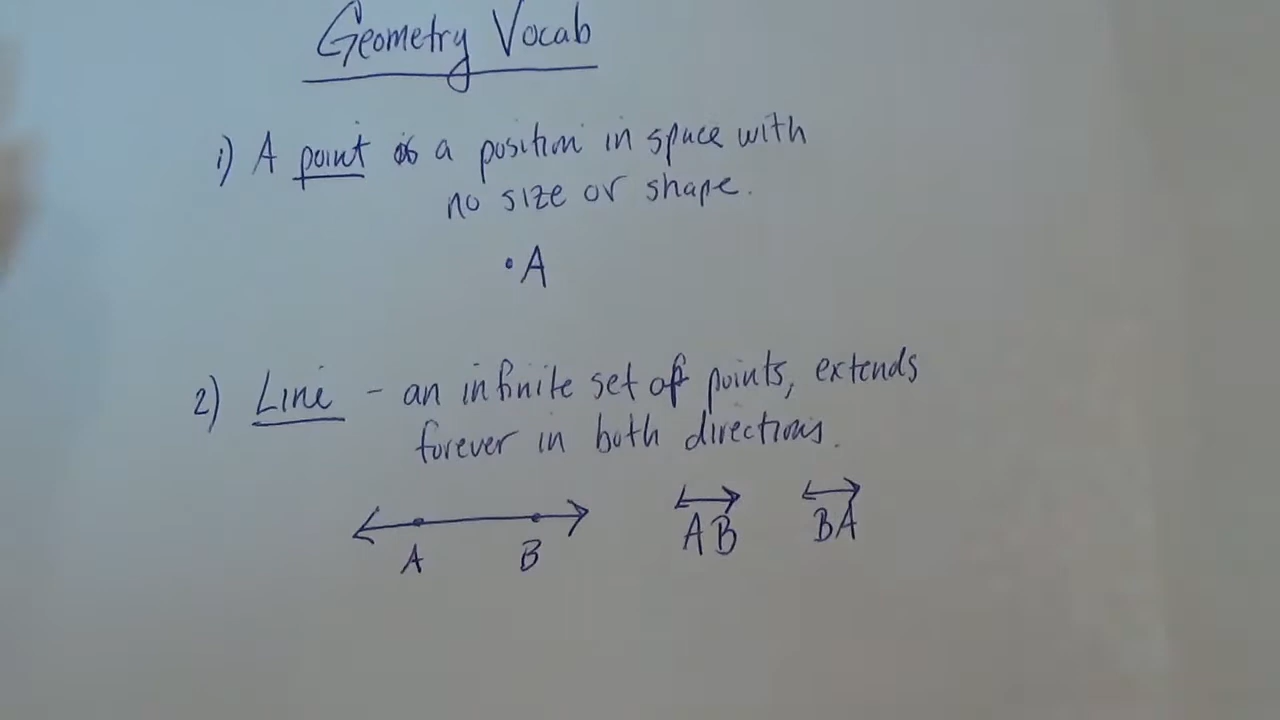 Geometry Vocab
1) A point is a position in space with
no size or shape.
• A
2) Line - an infinite set of points, extends
forever in both directions.
A B AB BA